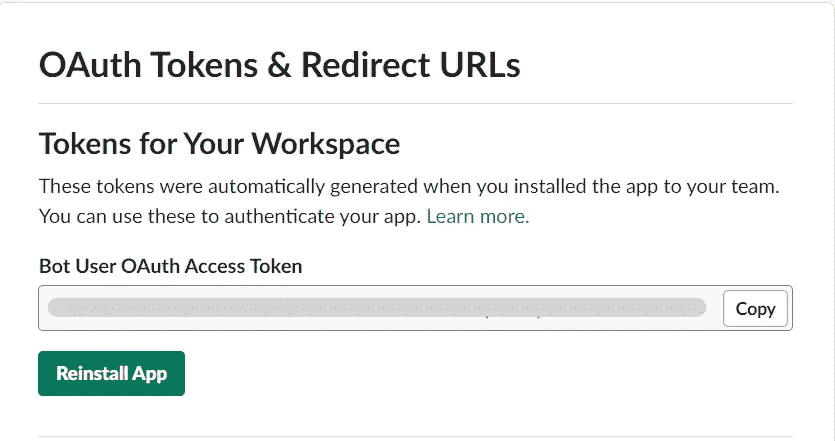 OAuth Tokens & Redirect URLs
Tokens for Your Workspace
These tokens were automatically generated when you installed the app to your team.
You can use these to authenticate your app. Learn more.
Bot User OAuth Access Token
Copy
Reinstall App